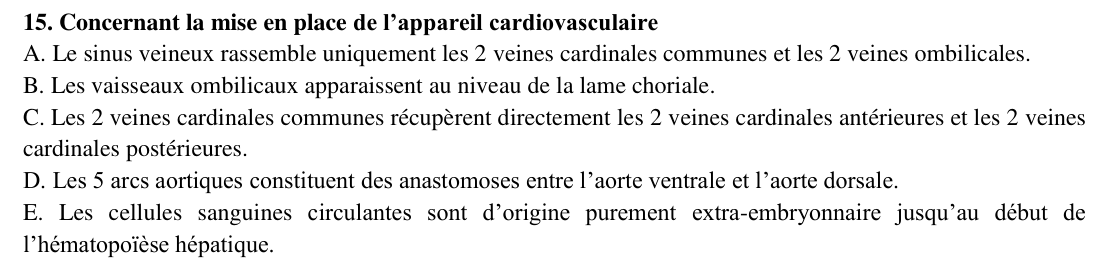 15. Concernant la mise en place de l’appareil cardiovasculaire
A. Le sinus veineux rassemble uniquement les 2 veines cardinales communes et les 2 veines ombilicales.
B. Les vaisseaux ombilicaux apparaissent au niveau de la lame choriale.
C. Les 2 veines cardinales communes récupèrent directement les 2 veines cardinales antérieures et les 2 veines
cardinales postérieures.
D. Les 5 arcs aortiques constituent des anastomoses entre l’aorte ventrale et l’aorte dorsale.
E. Les cellules sanguines circulantes sont d’origine purement extra-embryonnaire jusqu’au début de
l’hématopoïèse hépatique.